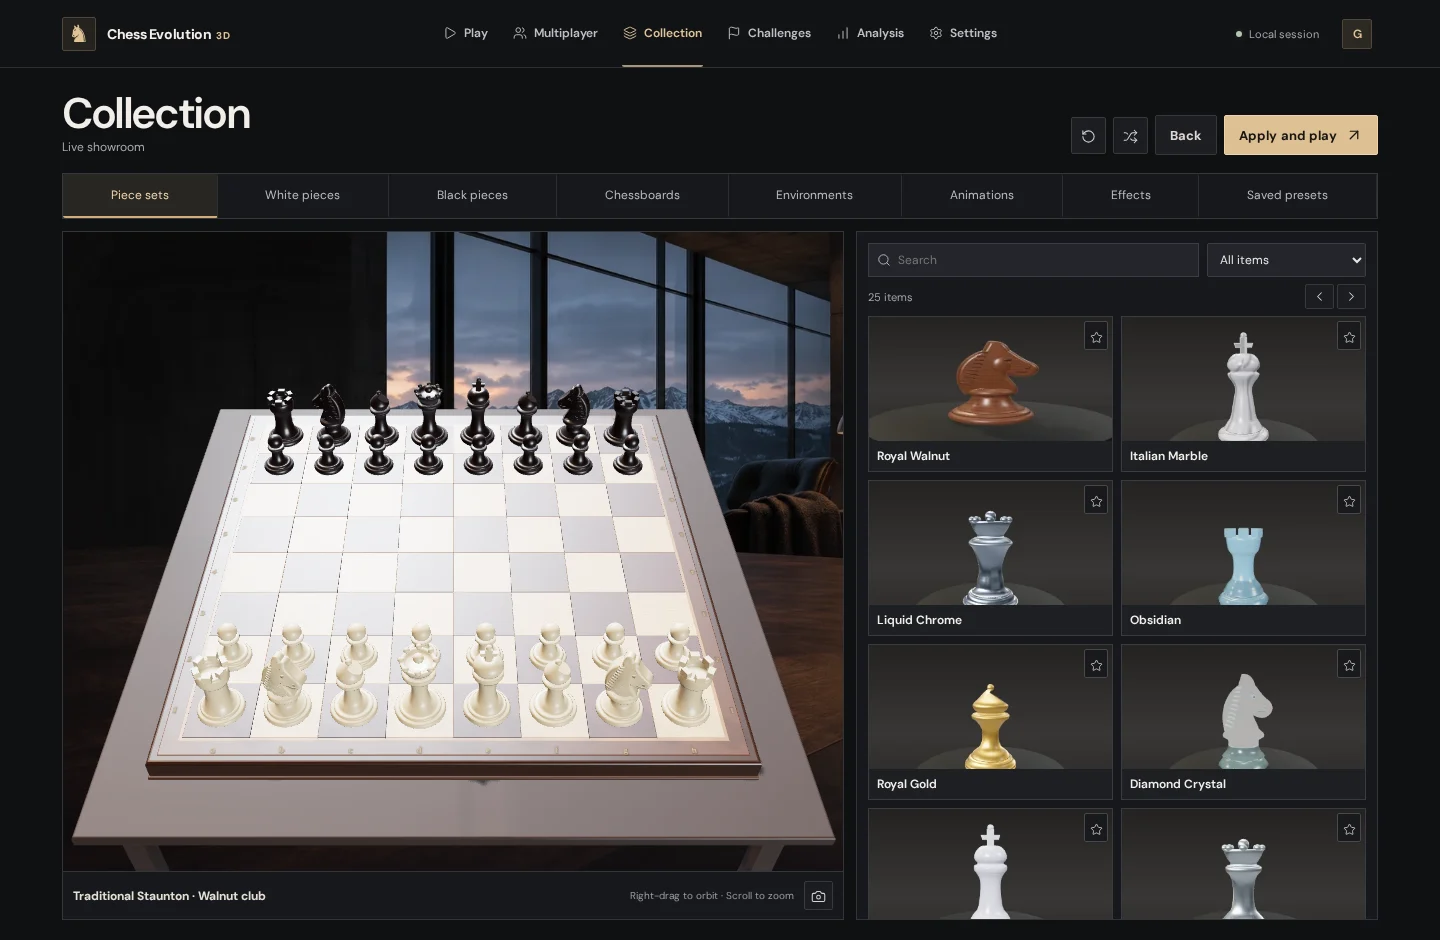 ChessEvolution 3D
Play
Multiplayer
Collection
Challenges
Analysis
Settings
Local session
G
Collection
Live showroom
Back
Apply and play
Piece sets
White pieces
Black pieces
Chessboards
Environments
Animations
Effects
Saved presets
Search
All items
25 items
Royal Walnut
Italian Marble
Liquid Chrome
Obsidian
Royal Gold
Diamond Crystal
a b c d e f g h
Traditional Staunton · Walnut club
Right-drag to orbit · Scroll to zoom